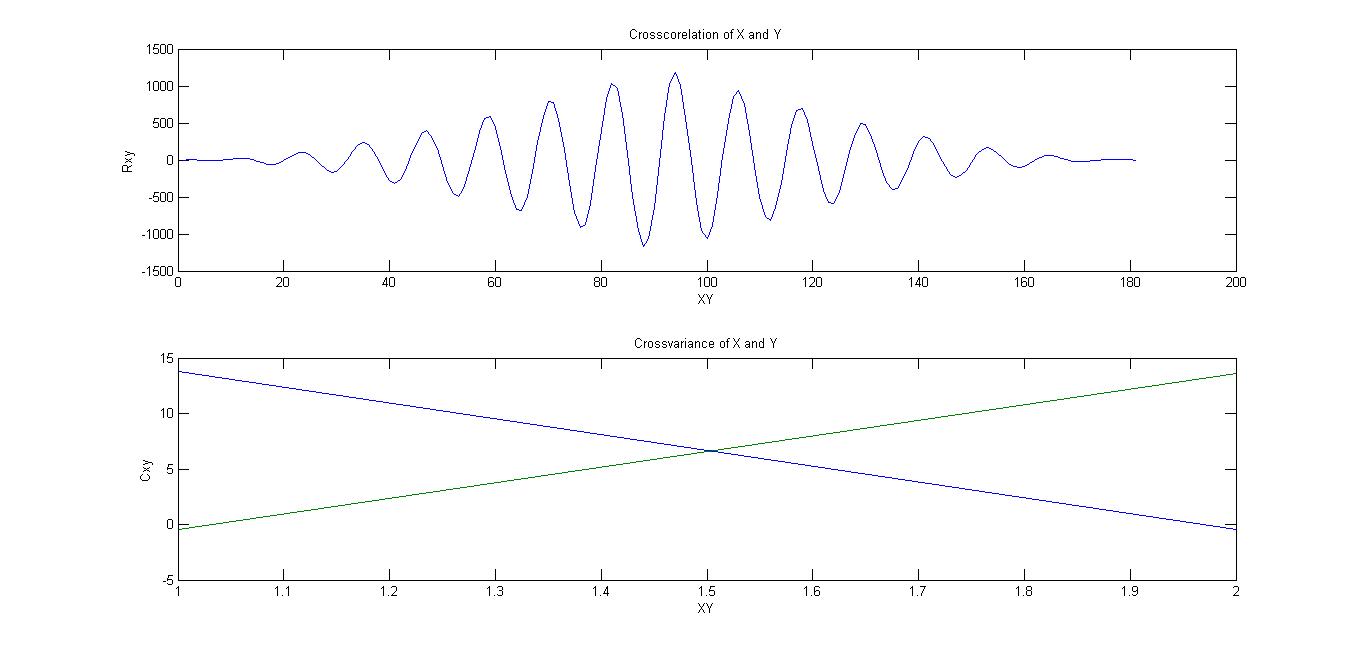 Crosscorelation of X and Y
1500
1000
500
0
-500
-1000
-1500
Rxy
0 20 40 60 80 100 120 140 160 180 200
XY
Crossvariance of X and Y
15
10
5
0
-5
Cxy
1 1.1 1.2 1.3 1.4 1.5 1.6 1.7 1.8 1.9 2
XY